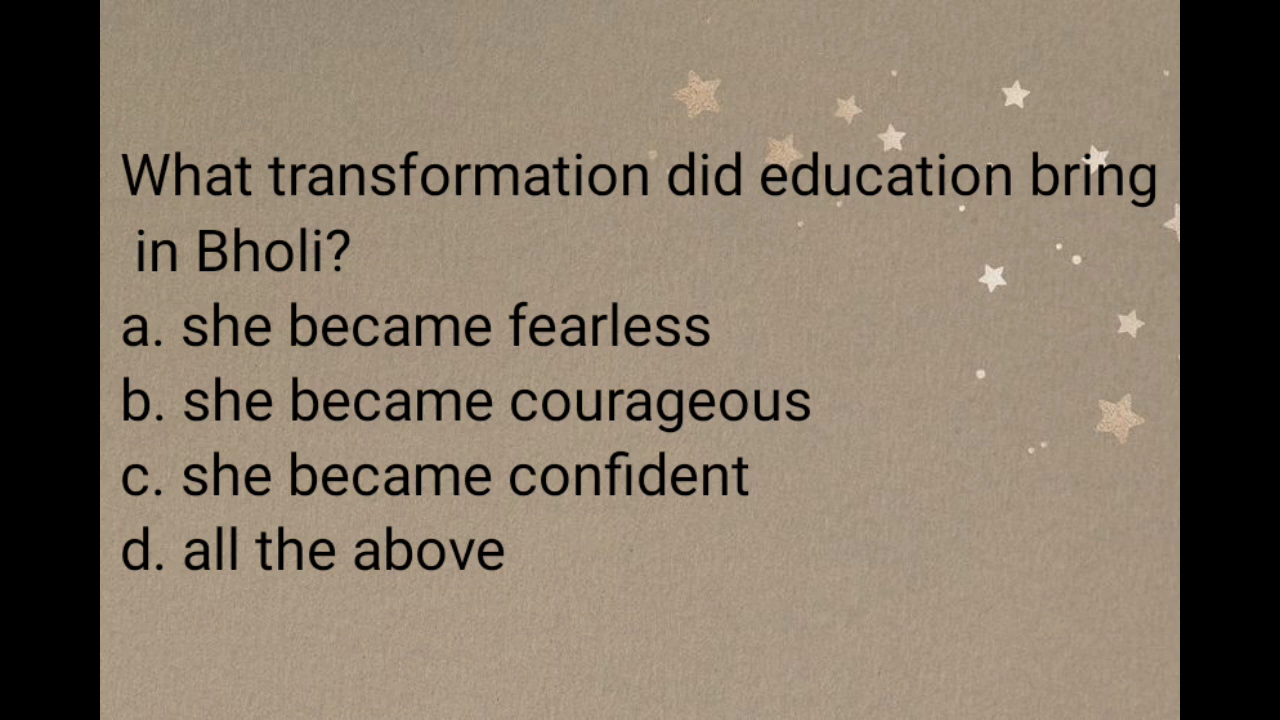 What transformation did education bring
in Bholi?
a. she became fearless
b. she became courageous
c. she became confident
d. all the above